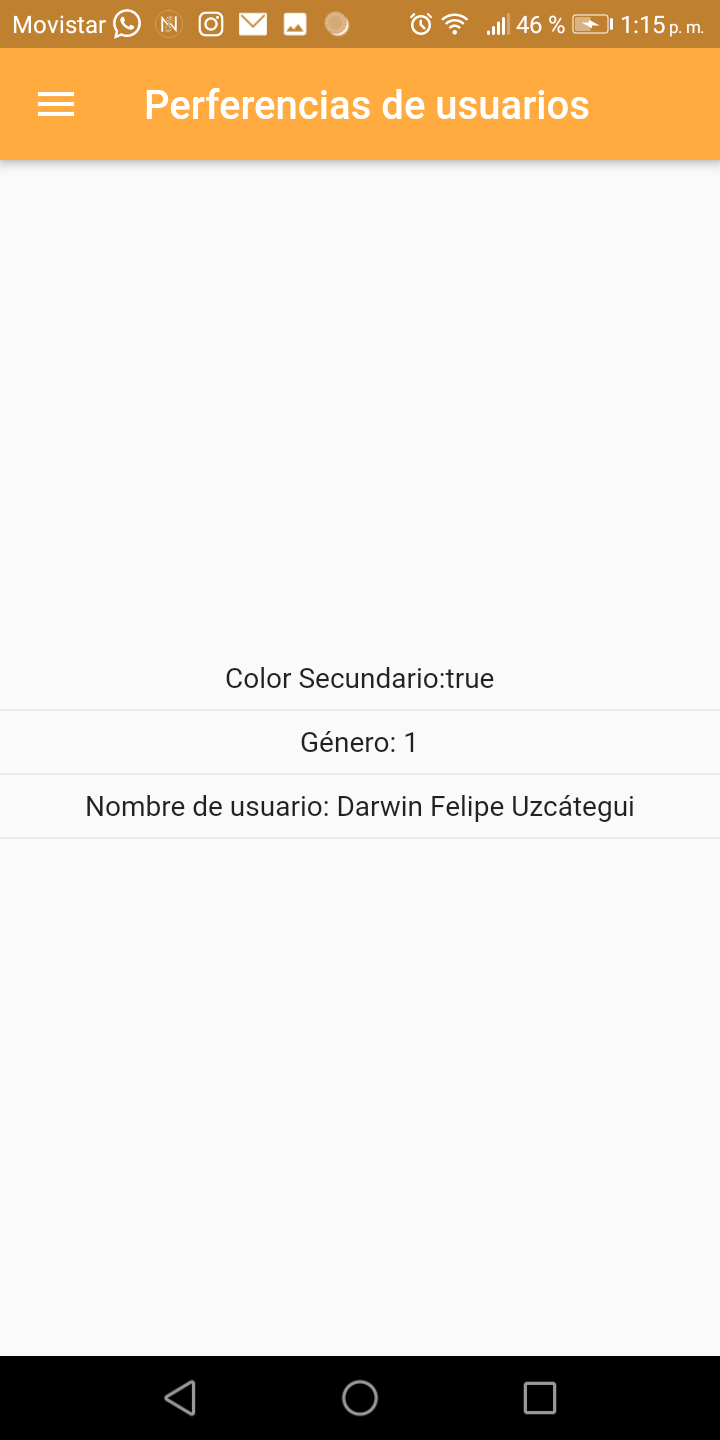 Movistar 46 % 1:15 p. m.
Perferencias de usuarios
Color Secundario:true
Género: 1
Nombre de usuario: Darwin Felipe Uzcátegui